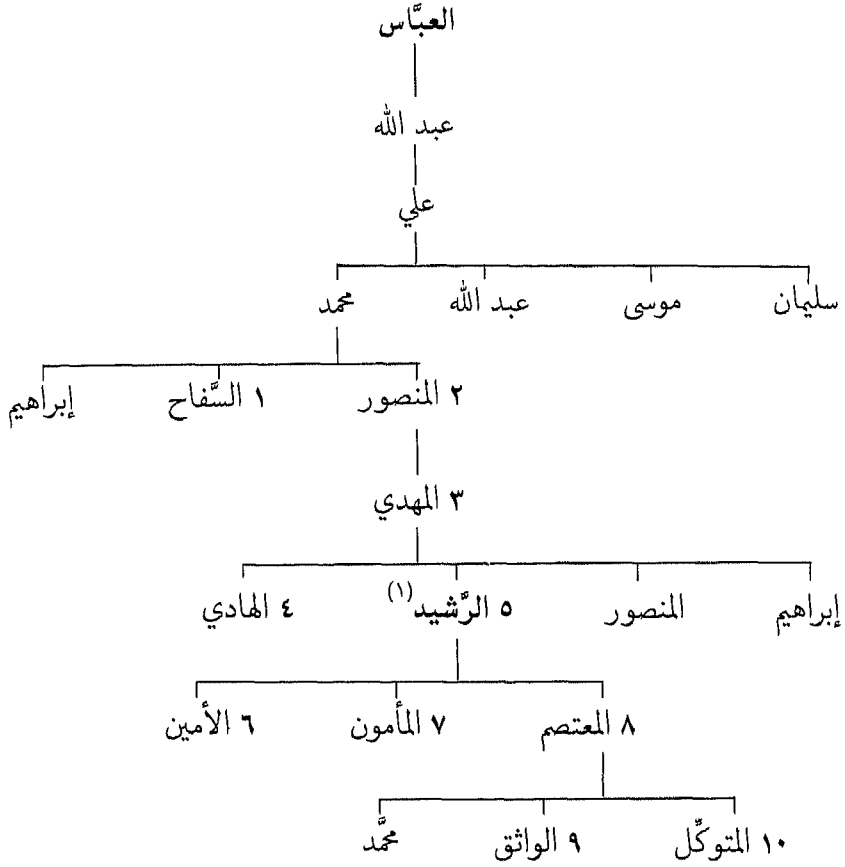 العبَّاس
عبد الله
علي
سليمان موسى عبد الله محمد
٢ المنصور ١ السَّفاح إبراهيم
٣ المهدي
إبراهيم المنصور ٥ الرَّشيد(١) ٤ الهادي
٨ المعتصم ٧ المأمون ٦ الأمين
١٠ المتوكِّل ٩ الواثق محمَّد